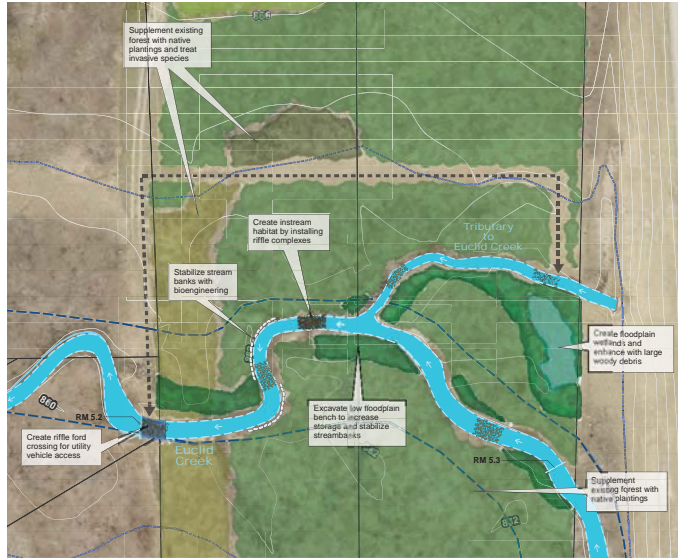 Supplement existing
forest with native
plantings and treat
invasive species
Create instream
habitat by installing
riffle complexes
Tributary
to
Euclid Creek
Stabilize stream
banks with
bioengineering
Create floodplain
wetlands and
enhance with large
woody debris
860
RM 5.2
Excavate low floodplain
bench to increase
storage and stabilize
streambanks
Create riffle ford
crossing for utility
vehicle access
Euclid
Creek
RM 5.3
Supplement
existing forest with
native plantings